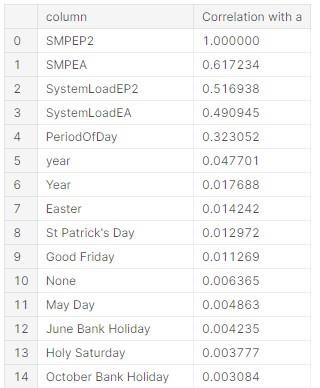 column Correlation with a
0 SMPEP2 1.000000
1 SMPEA 0.617234
2 SystemLoadEP2 0.516938
3 SystemLoadEA 0.490945
4 PeriodOfDay 0.323052
5 year 0.047701
6 Year 0.017688
7 Easter 0.014242
8 St Patrick's Day 0.012972
9 Good Friday 0.011269
10 None 0.006365
11 May Day 0.004863
12 June Bank Holiday 0.004235
13 Holy Saturday 0.003777
14 October Bank Holiday 0.003084